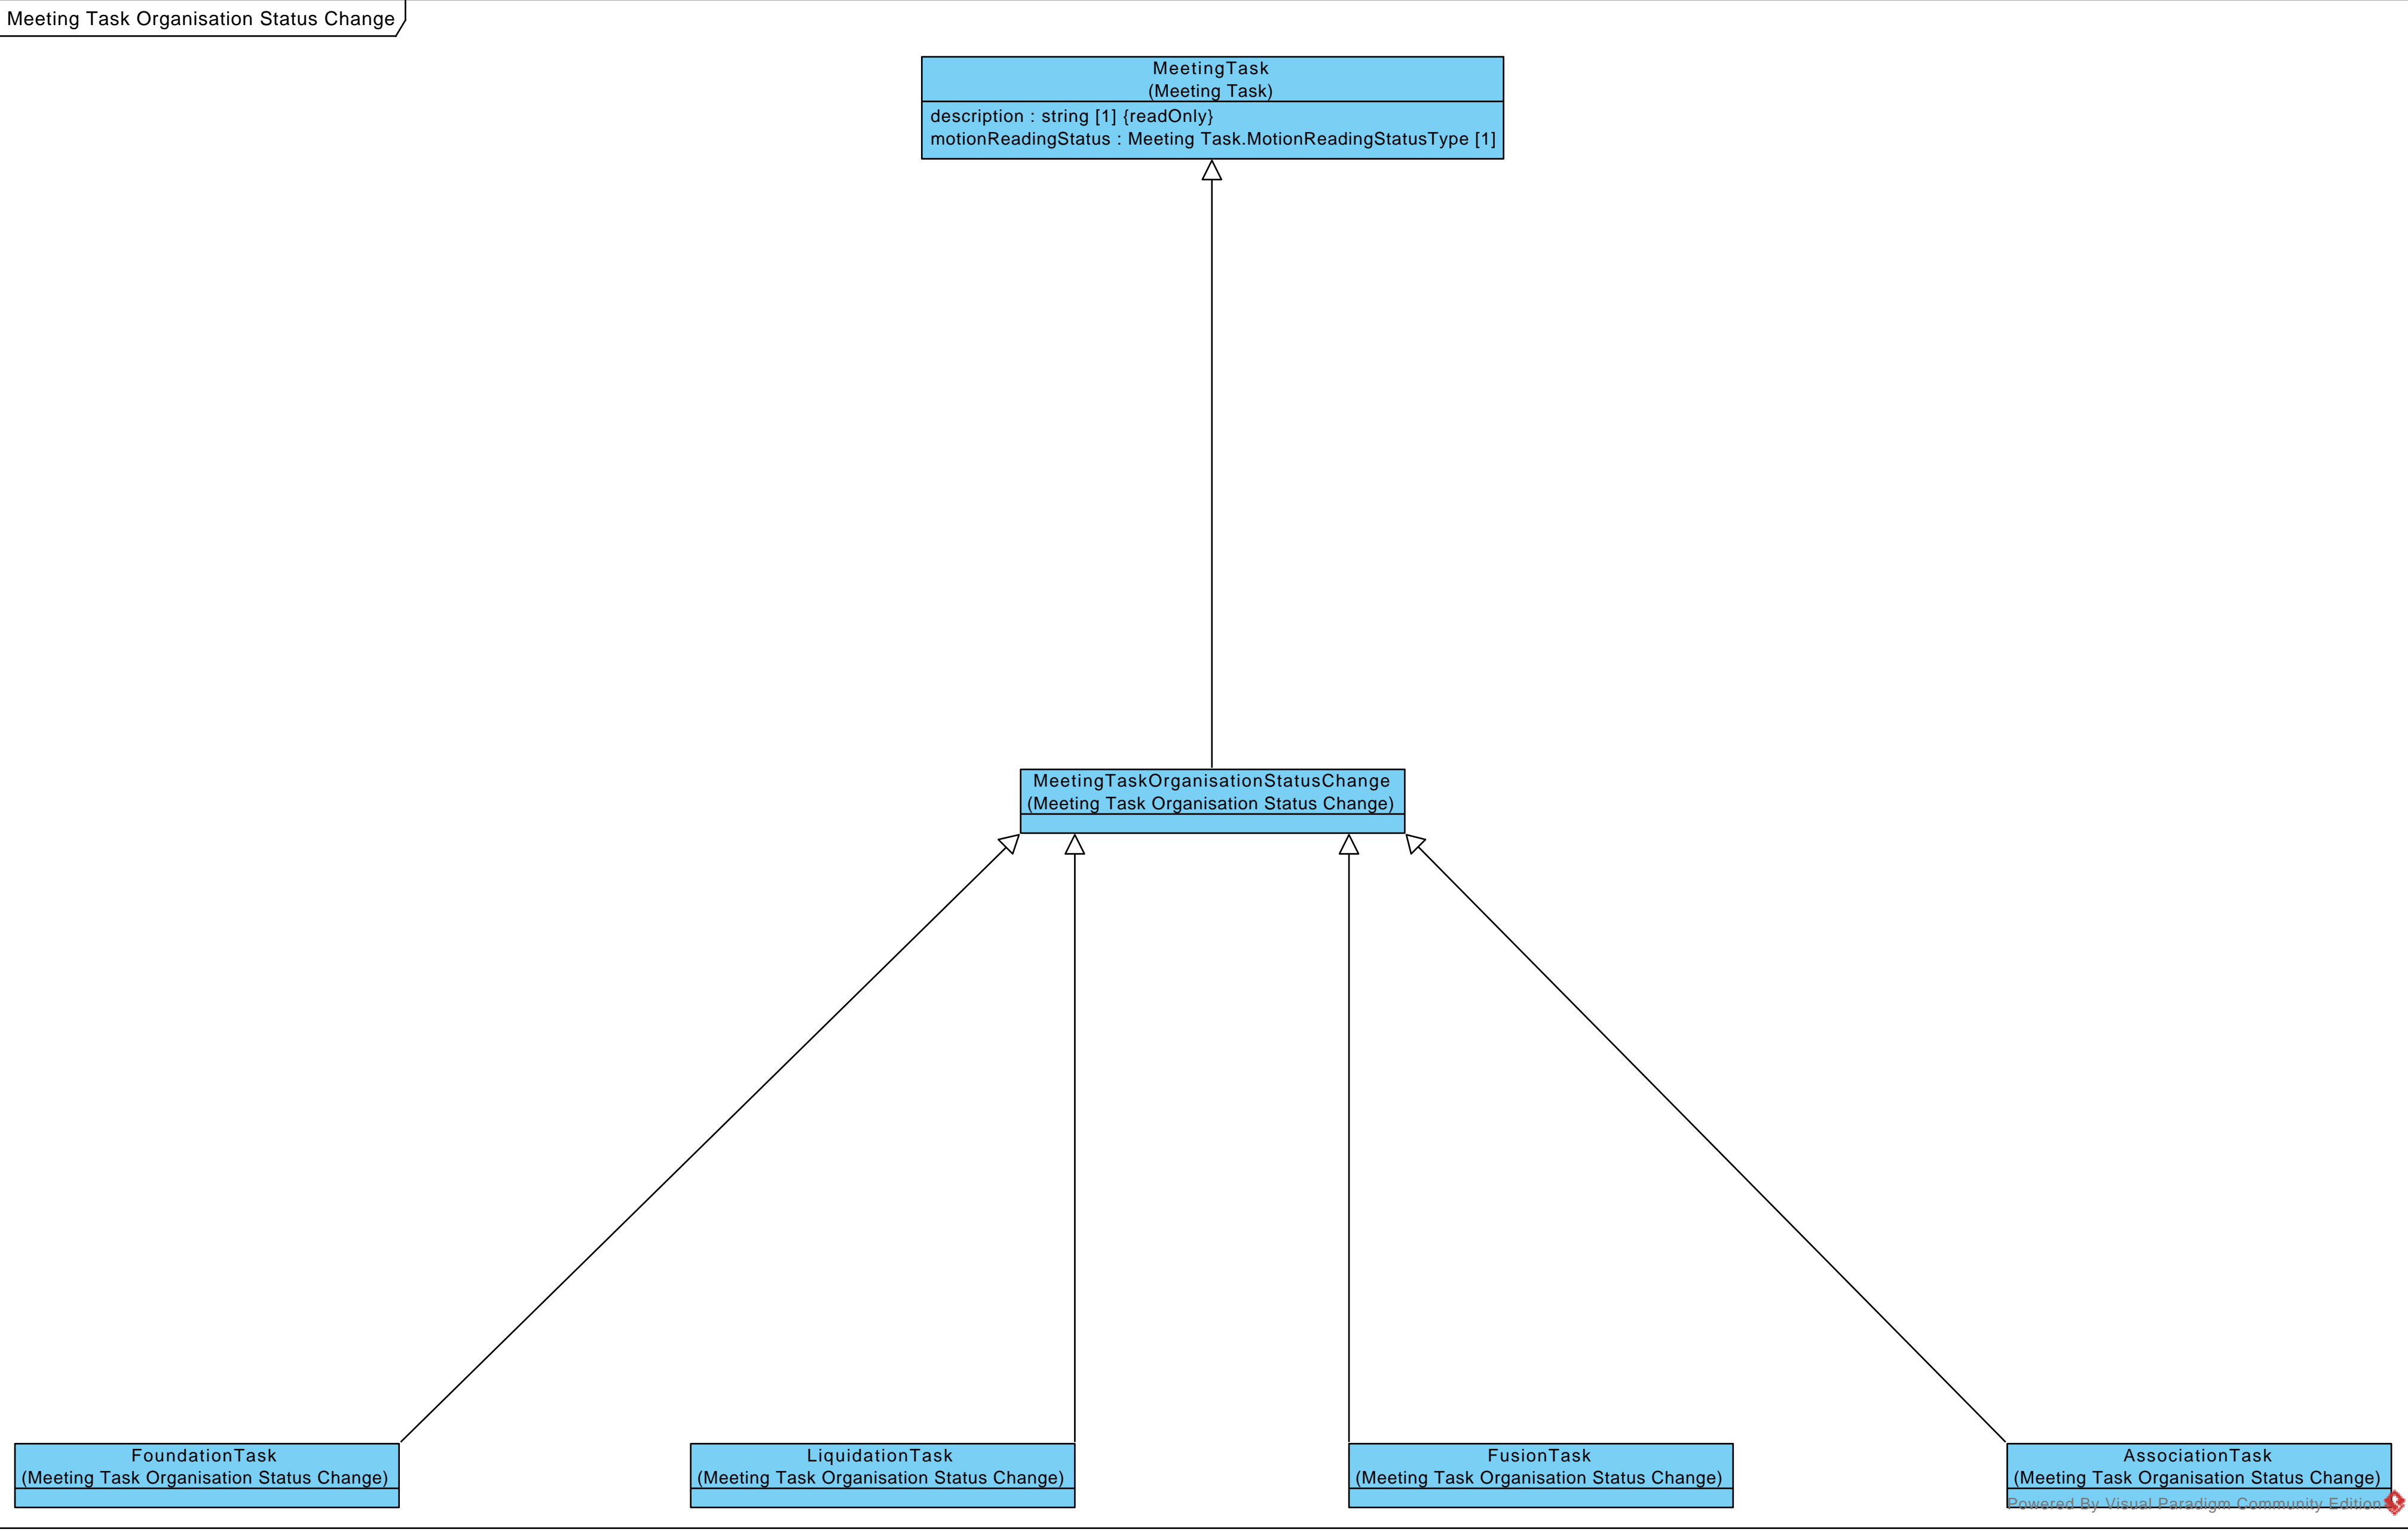 Meeting Task Organisation Status Change
MeetingTask
(Meeting Task)
description : string [1] {readOnly}
motionReadingStatus : Meeting Task.MotionReadingStatusType [1]
MeetingTaskOrganisationStatusChange
(Meeting Task Organisation Status Change)
FoundationTask
(Meeting Task Organisation Status Change)
LiquidationTask
(Meeting Task Organisation Status Change)
FusionTask
(Meeting Task Organisation Status Change)
AssociationTask
(Meeting Task Organisation Status Change)
Powered By Visual Paradigm Community Edition